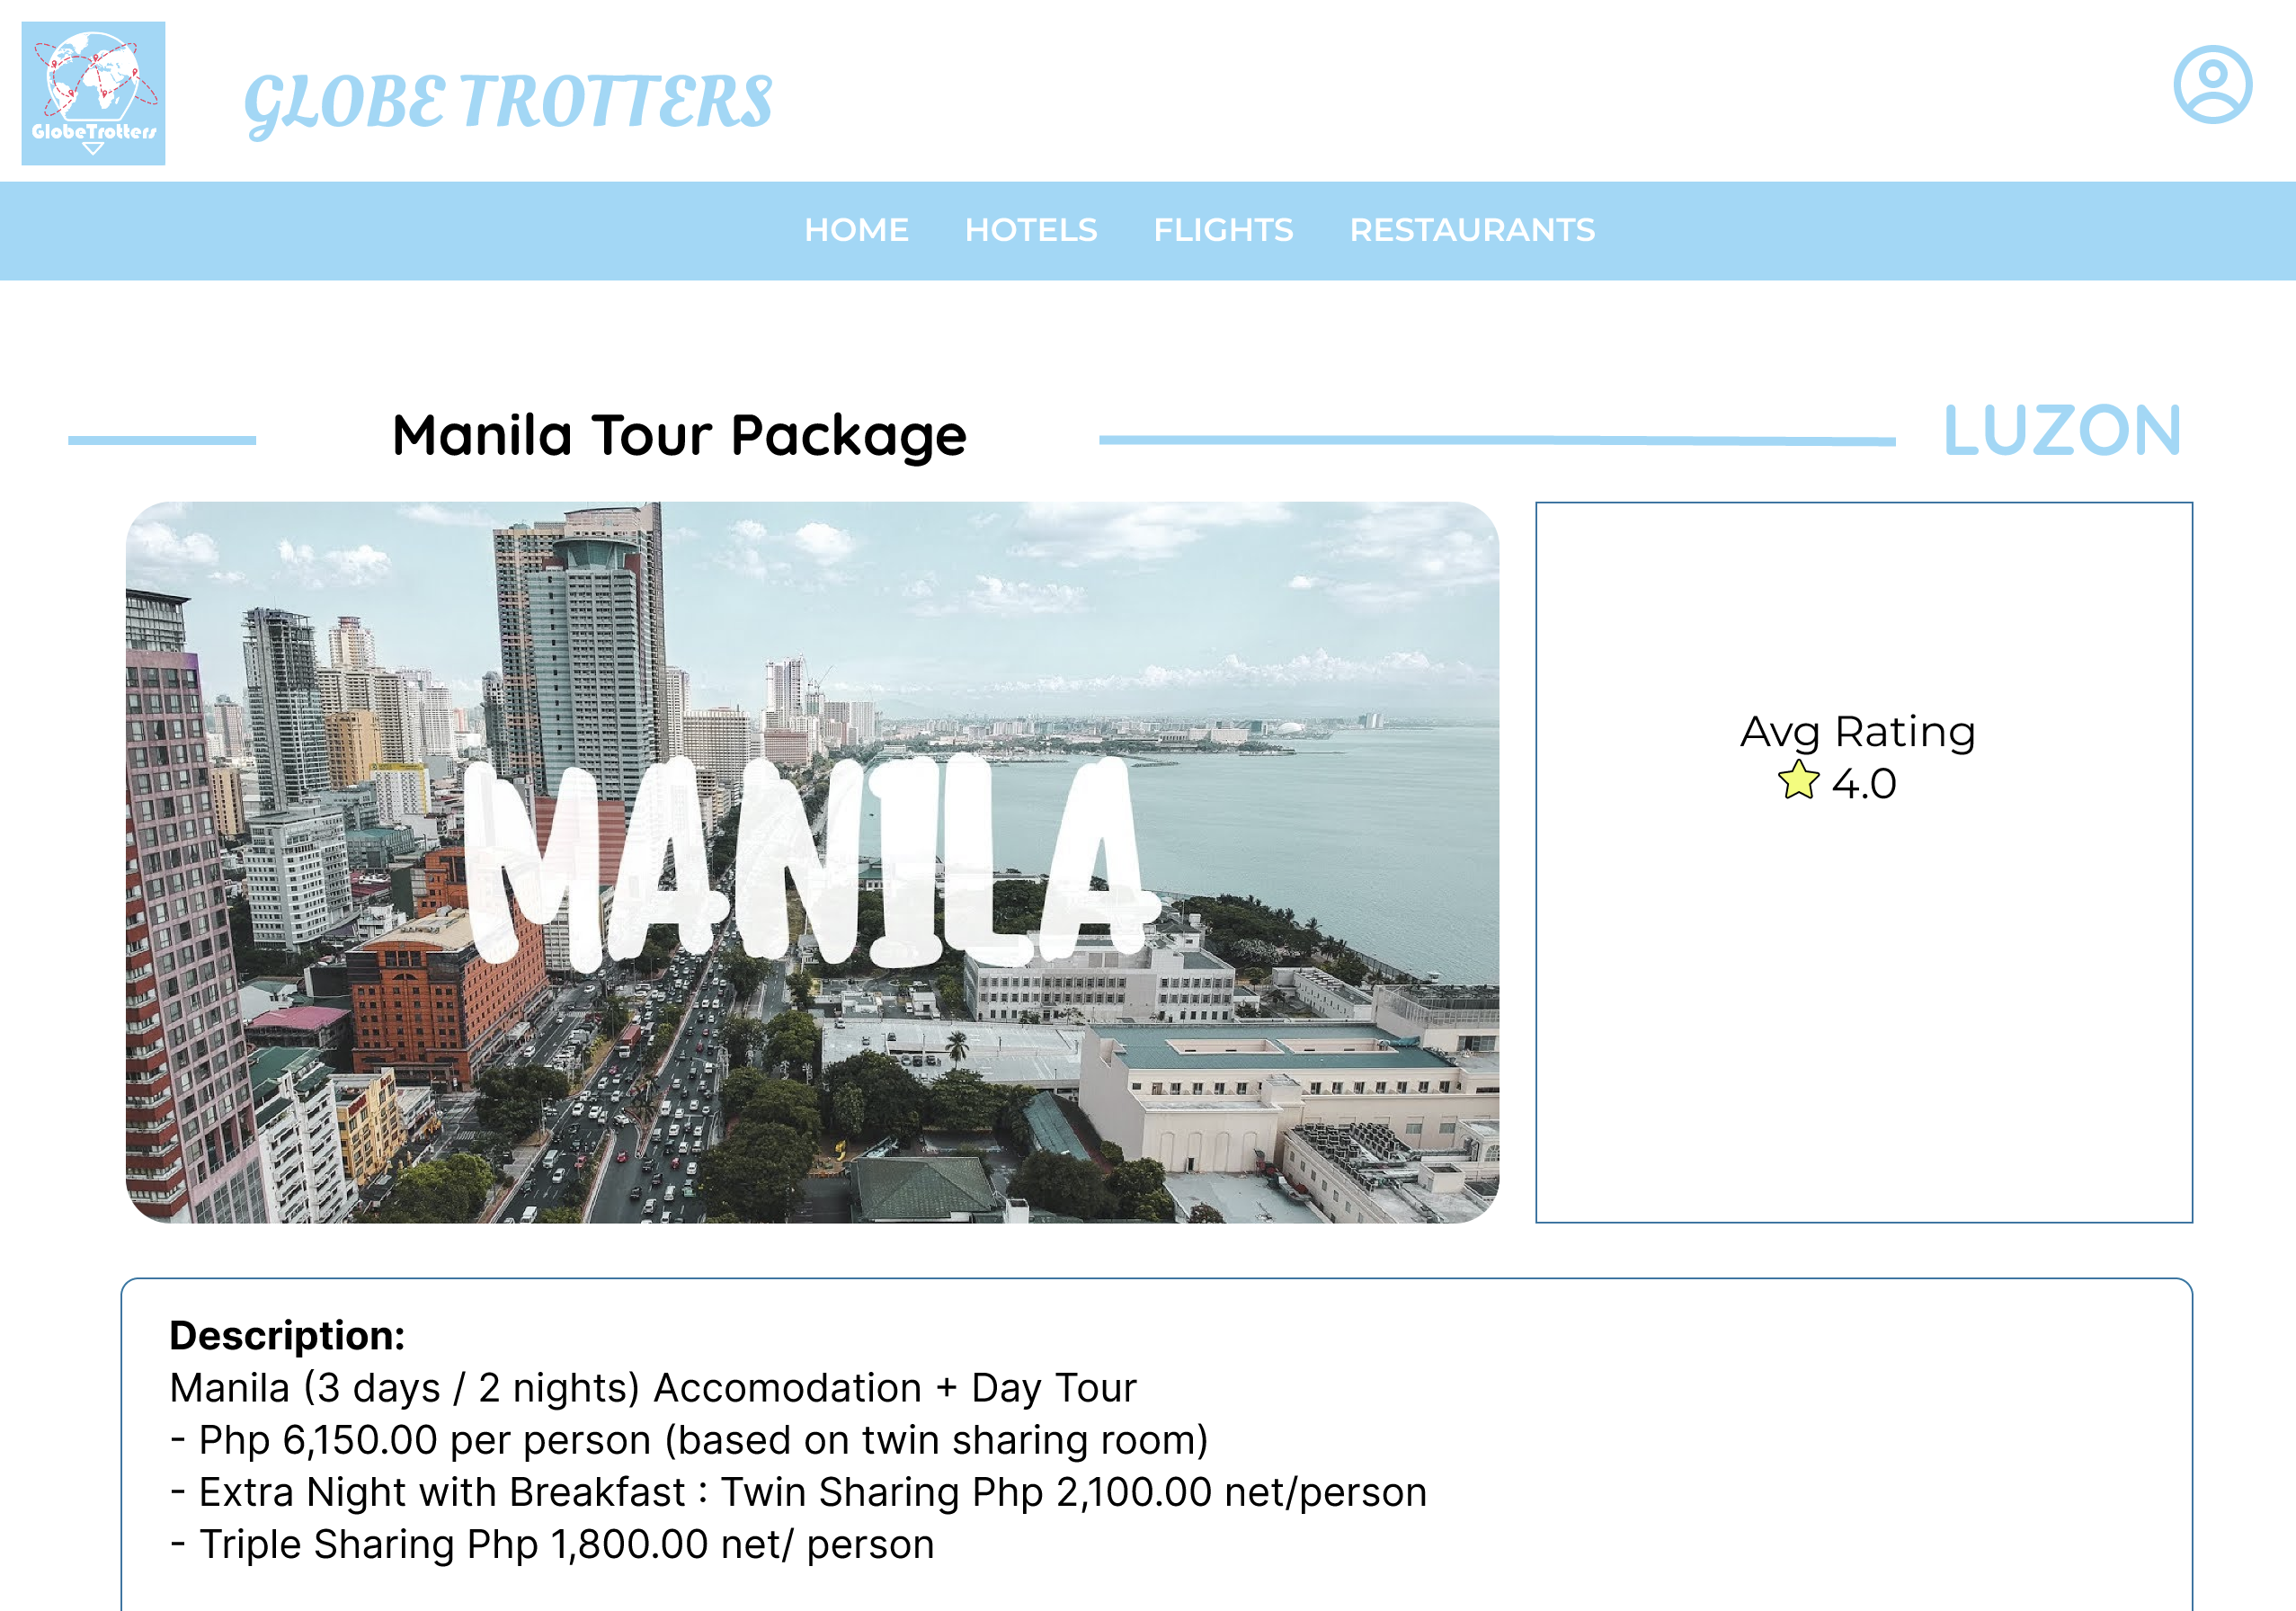 GlobeTrotters
GLOBE TROTTERS
HOME HOTELS FLIGHTS RESTAURANTS
Manila Tour Package
LUZON
MANILA
Avg Rating
4.0
Description:
Manila (3 days / 2 nights) Accomodation + Day Tour
- Php 6,150.00 per person (based on twin sharing room)
- Extra Night with Breakfast : Twin Sharing Php 2,100.00 net/person
- Triple Sharing Php 1,800.00 net/ person